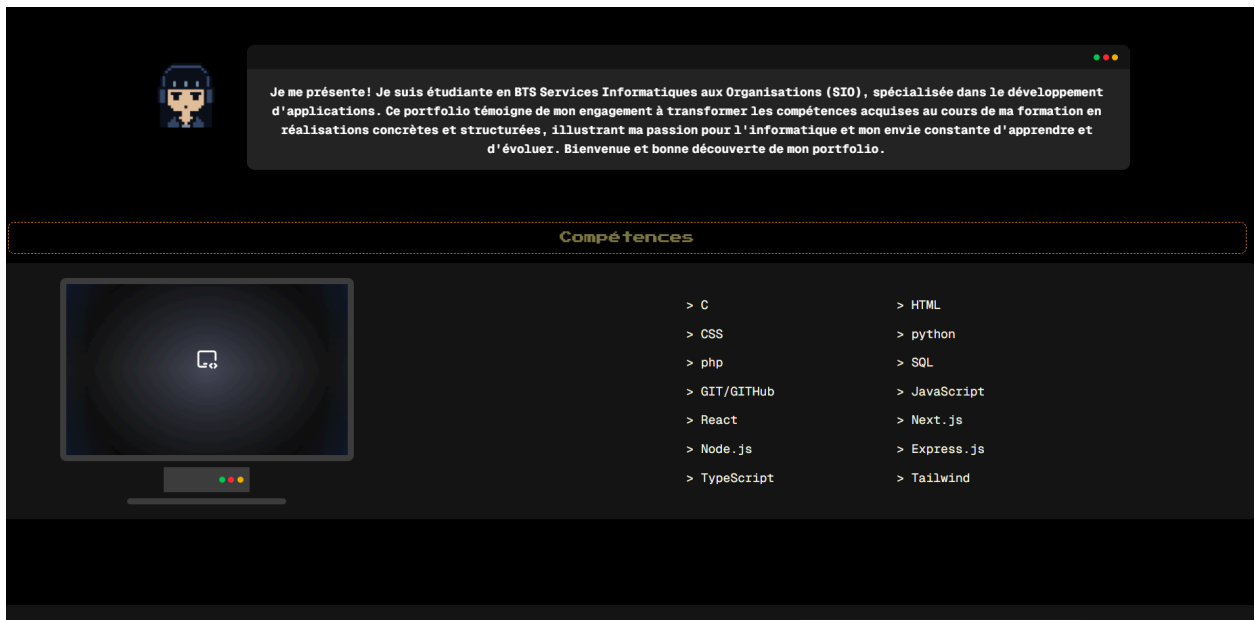 Je me présente! Je suis étudiante en BTS Services Informatiques aux Organisations (SIO), spécialisée dans le développement
d'applications. Ce portfolio témoigne de mon engagement à transformer les compétences acquises au cours de ma formation en
réalisations concrètes et structurées, illustrant ma passion pour l'informatique et mon envie constante d'apprendre et
d'évoluer. Bienvenue et bonne découverte de mon portfolio.
Compétences
> C
> HTML
> CSS
> python
> php
> SQL
> GIT/GITHub
> JavaScript
> React
> Next.js
> Node.js
> Express.js
> TypeScript
> Tailwind